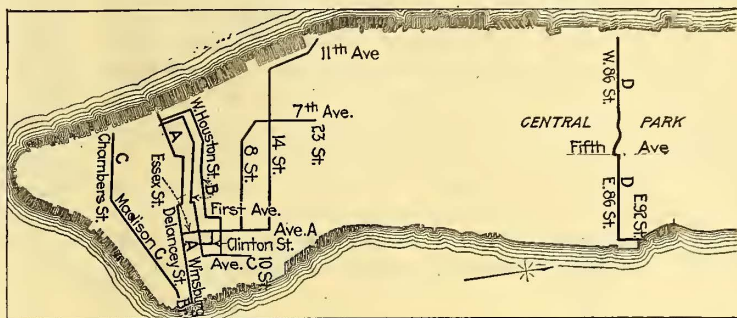 11th Ave
7th Ave.
23 St.
14 St.
8 St.
W. Houston St. B
A
First Ave.
Ave. A
Clinton St.
Ave. C
10 St.
Essex St.
Delancey St.
A
Wmsburg
B.
C
Chambers St.
Madison C.
W. 86 St.
D
CENTRAL PARK
Fifth Ave
D
E. 86 St.
E. 92 St.